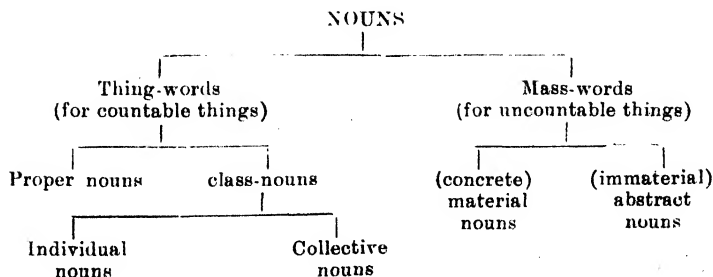 NOUNS
Thing-words Mass-words
(for countable things) (for uncountable things)
Proper nouns class-nouns (concrete) (immaterial)
material abstract
nouns nouns
Individual Collective
nouns nouns